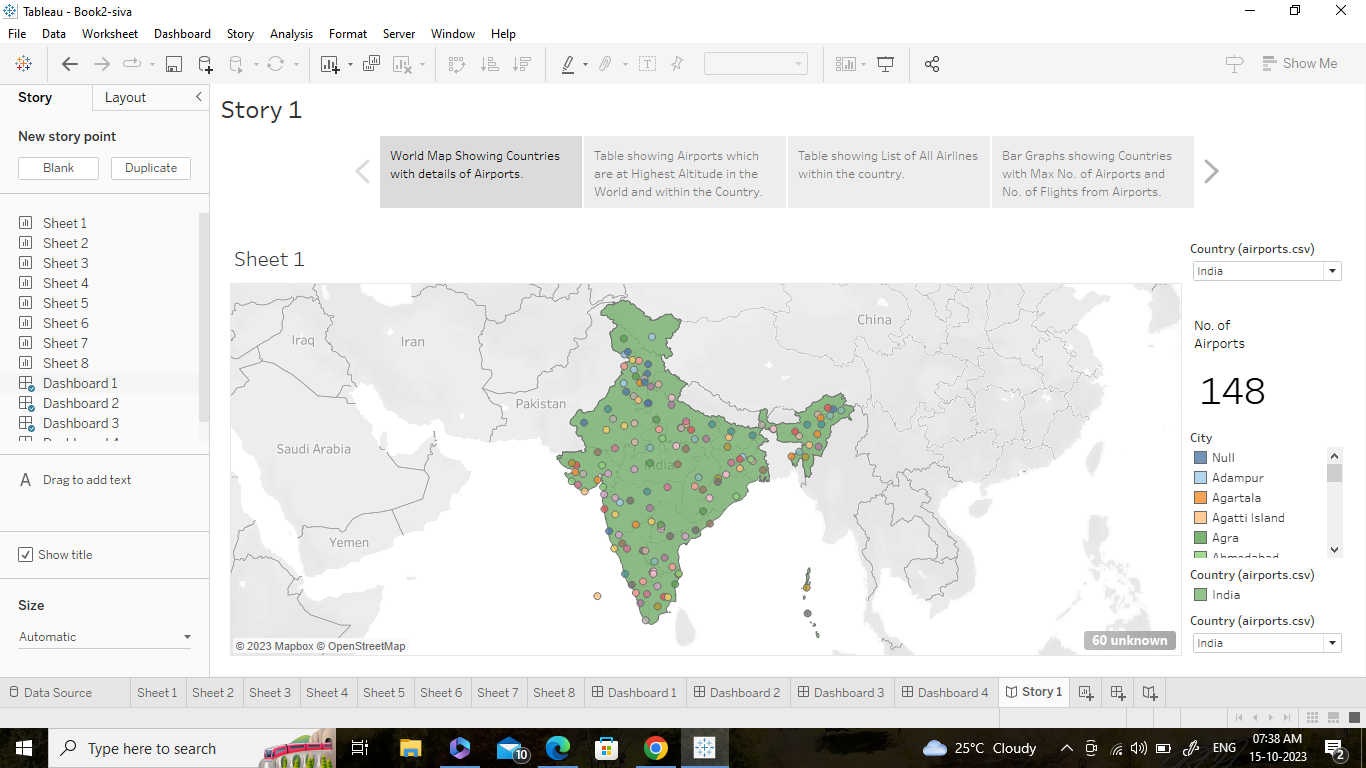 Tableau - Book2-siva
File Data Worksheet Dashboard Story Analysis Format Server Window Help
Show Me
Story Layout
New story point
Blank Duplicate
Sheet 1
Sheet 2
Sheet 3
Sheet 4
Sheet 5
Sheet 6
Sheet 7
Sheet 8
Dashboard 1
Dashboard 2
Dashboard 3
A Drag to add text
Show title
Size
Automatic
Story 1
World Map Showing Countries
with details of Airports.
Table showing Airports which
are at Highest Altitude in the
World and within the Country.
Table showing List of All Airlines
within the country.
Bar Graphs showing Countries
with Max No. of Airports and
No. of Flights from Airports.
Sheet 1
China
Iraq
Iran
Pakistan
Saudi Arabia
India
Yemen
© 2023 Mapbox © OpenStreetMap
60 unknown
Country (airports.csv)
India
No. of
Airports
148
City
Null
Adampur
Agartala
Agatti Island
Agra
Ahmedabad
Country (airports.csv)
India
Country (airports.csv)
India
Data Source Sheet 1 Sheet 2 Sheet 3 Sheet 4 Sheet 5 Sheet 6 Sheet 7 Sheet 8 Dashboard 1 Dashboard 2 Dashboard 3 Dashboard 4 Story 1
Type here to search
10
25°C Cloudy
ENG
07:38 AM
15-10-2023
2